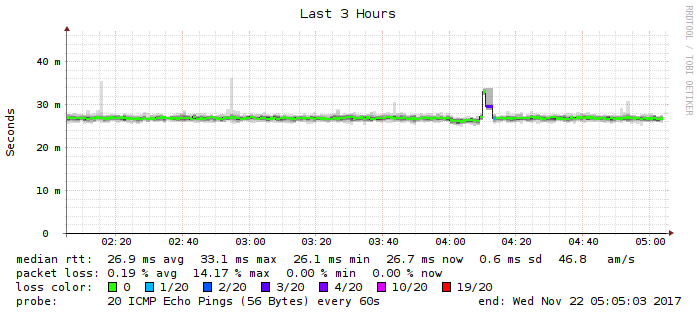 Last 3 Hours
RRDTOOL / TOBI OETIKER
Seconds
40 m
30 m
20 m
10 m
0
02:20 02:40 03:00 03:20 03:40 04:00 04:20 04:40 05:00
median rtt: 26.9 ms avg 33.1 ms max 26.1 ms min 26.7 ms now 0.6 ms sd 46.8 am/s
packet loss: 0.19 % avg 14.17 % max 0.00 % min 0.00 % now
loss color: 0 1/20 2/20 3/20 4/20 10/20 19/20
probe: 20 ICMP Echo Pings (56 Bytes) every 60s end: Wed Nov 22 05:05:03 2017